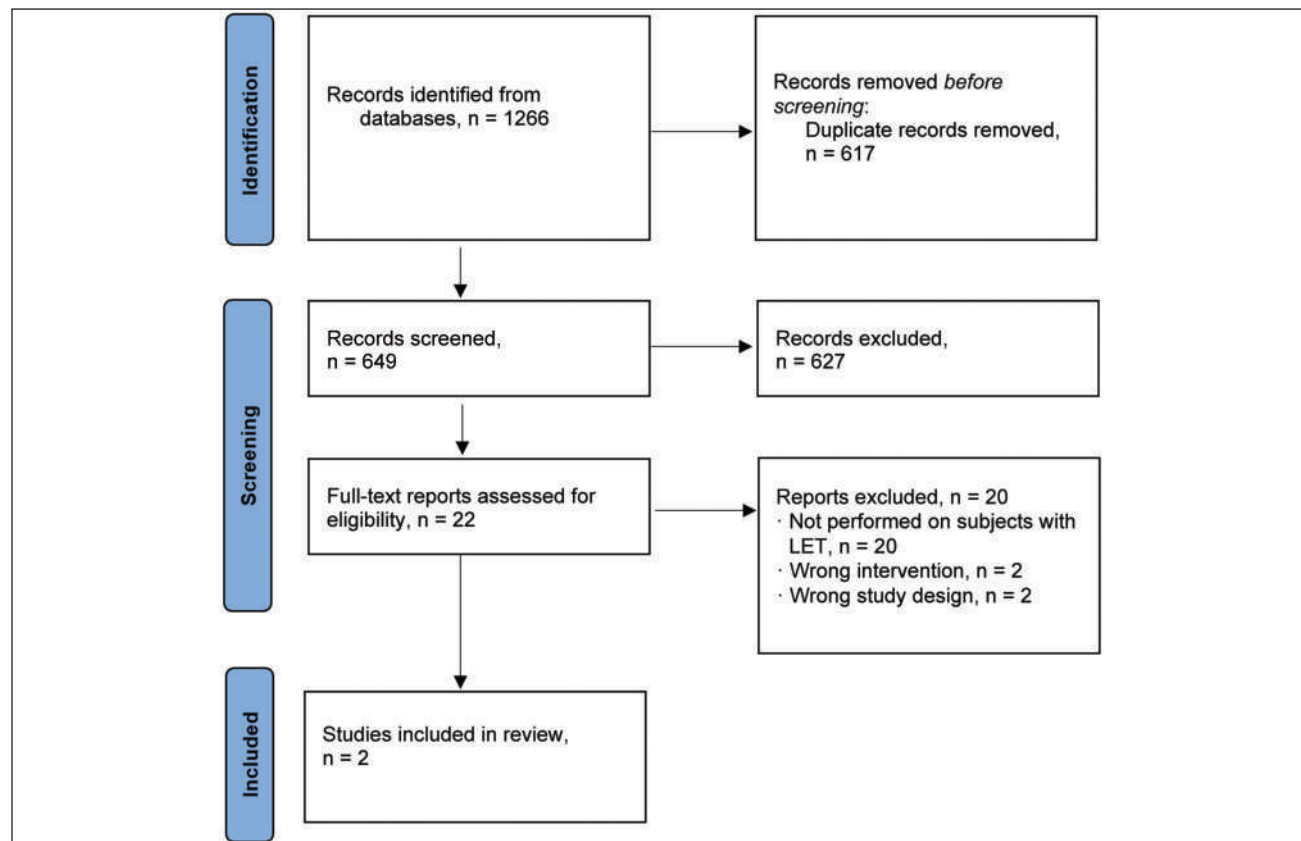 Identification
Records identified from
databases, n = 1266
Records removed before
screening:
Duplicate records removed,
n = 617
Screening
Records screened,
n = 649
Records excluded,
n = 627
Full-text reports assessed for
eligibility, n = 22
Reports excluded, n = 20
· Not performed on subjects with
LET, n = 20
· Wrong intervention, n = 2
· Wrong study design, n = 2
Included
Studies included in review,
n = 2